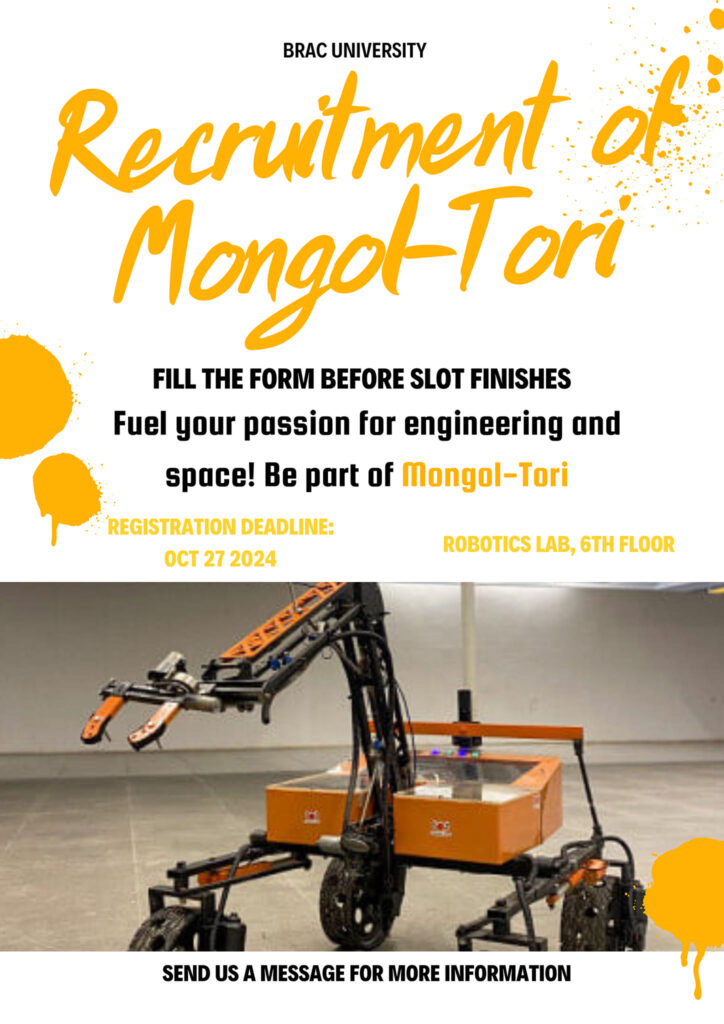 BRAC UNIVERSITY
Recruitment of
Mongol-Tori
FILL THE FORM BEFORE SLOT FINISHES
Fuel your passion for engineering and
space! Be part of Mongol-Tori
REGISTRATION DEADLINE:
OCT 27 2024
ROBOTICS LAB, 6TH FLOOR
SEND US A MESSAGE FOR MORE INFORMATION